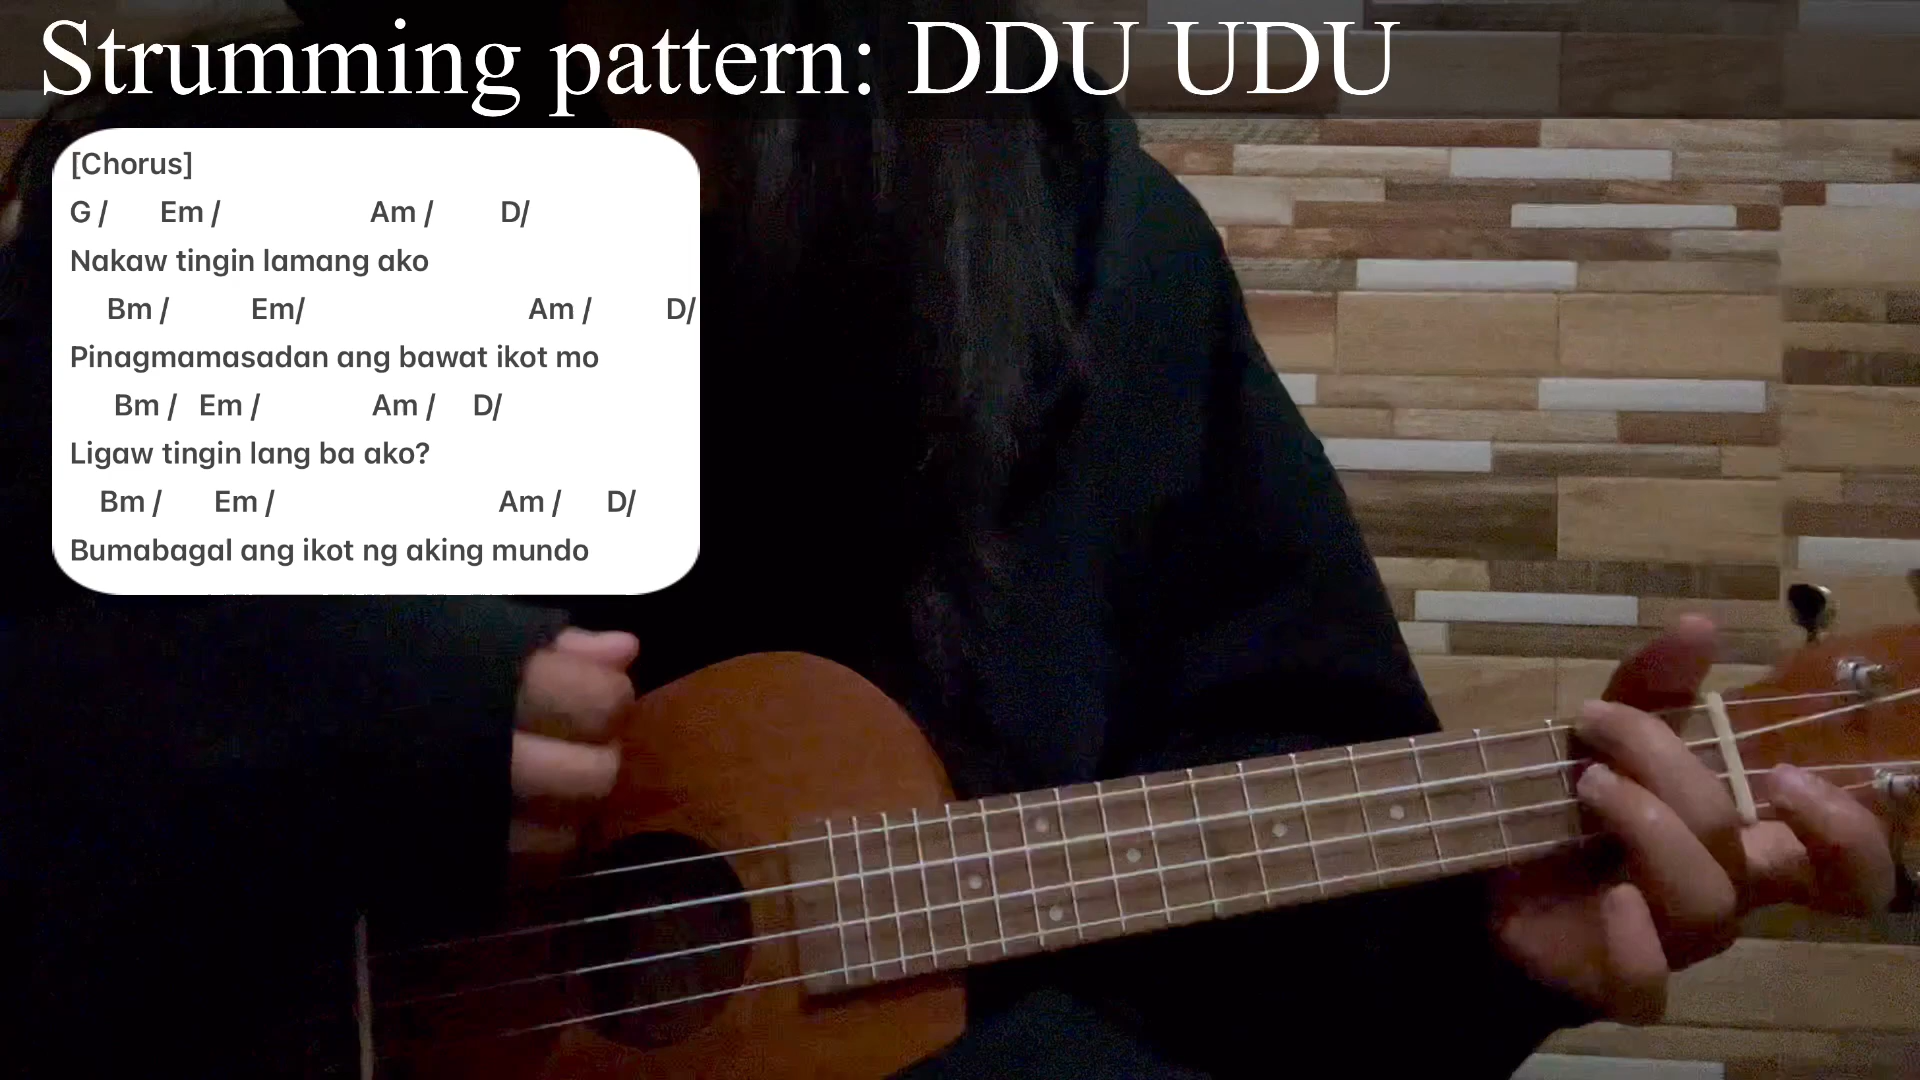 Strumming pattern: DDU UDU
[Chorus]
G / Em / Am / D/
Nakaw tingin lamang ako
Bm / Em/ Am / D/
Pinagmamasadan ang bawat ikot mo
Bm / Em / Am / D/
Ligaw tingin lang ba ako?
Bm / Em / Am / D/
Bumabagal ang ikot ng aking mundo